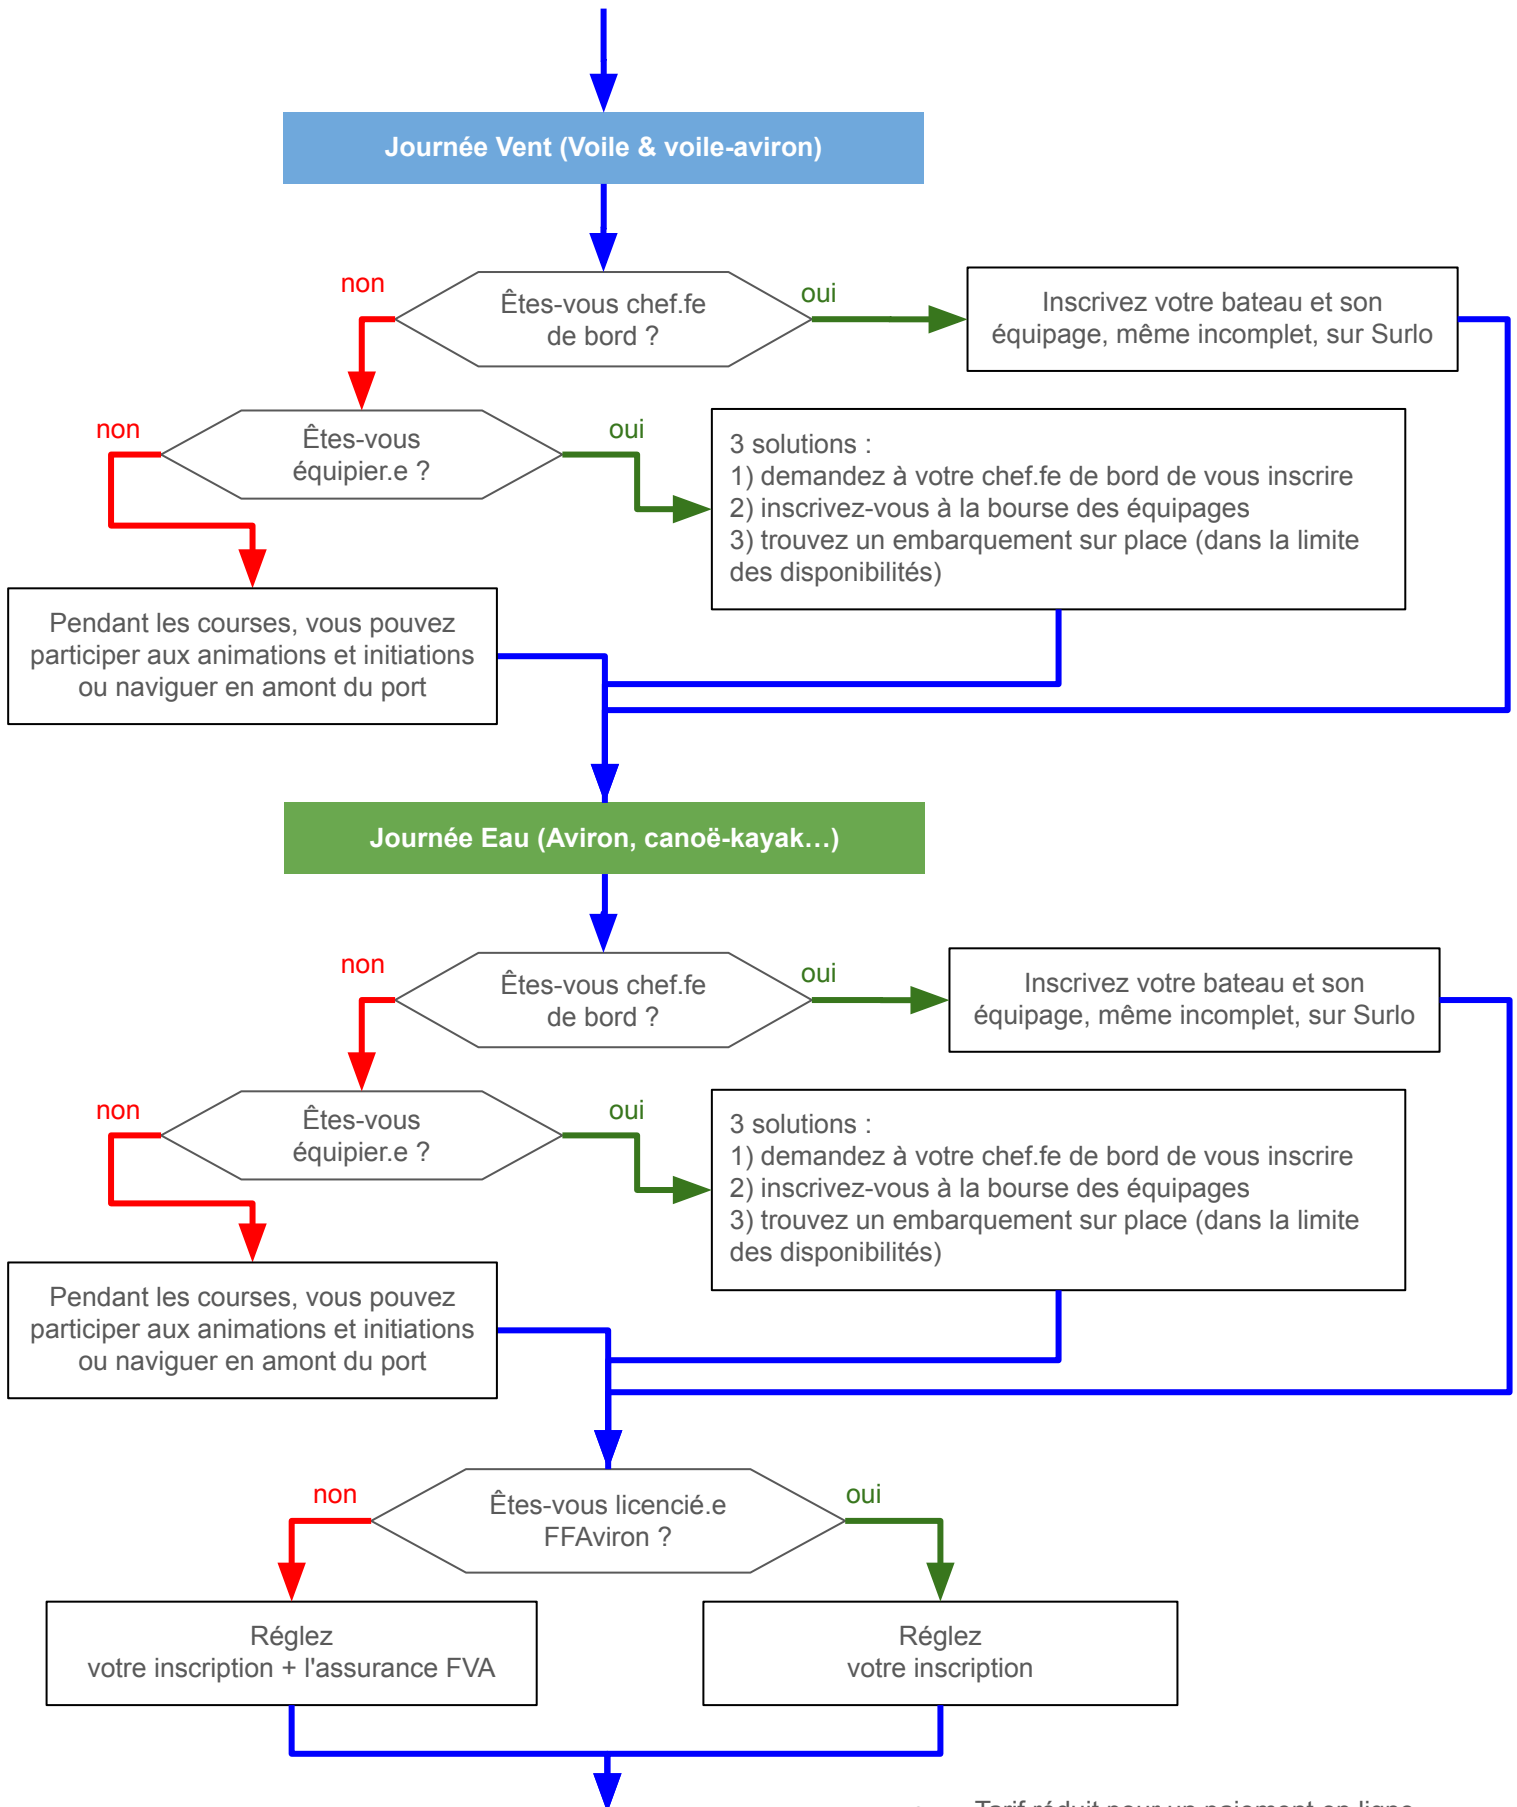 Journée Vent (Voile & voile-aviron)
non
Êtes-vous chef.fe
de bord ?
oui
Inscrivez votre bateau et son
équipage, même incomplet, sur Surlo
non
Êtes-vous
équipier.e ?
oui
3 solutions :
1) demandez à votre chef.fe de bord de vous inscrire
2) inscrivez-vous à la bourse des équipages
3) trouvez un embarquement sur place (dans la limite
des disponibilités)
Pendant les courses, vous pouvez
participer aux animations et initiations
ou naviguer en amont du port
Journée Eau (Aviron, canoë-kayak…)
non
Êtes-vous chef.fe
de bord ?
oui
Inscrivez votre bateau et son
équipage, même incomplet, sur Surlo
non
Êtes-vous
équipier.e ?
oui
3 solutions :
1) demandez à votre chef.fe de bord de vous inscrire
2) inscrivez-vous à la bourse des équipages
3) trouvez un embarquement sur place (dans la limite
des disponibilités)
Pendant les courses, vous pouvez
participer aux animations et initiations
ou naviguer en amont du port
non
Êtes-vous licencié.e
FFAviron ?
oui
Réglez
votre inscription + l'assurance FVA
Réglez
votre inscription
Tarif réduit pour un paiement en ligne